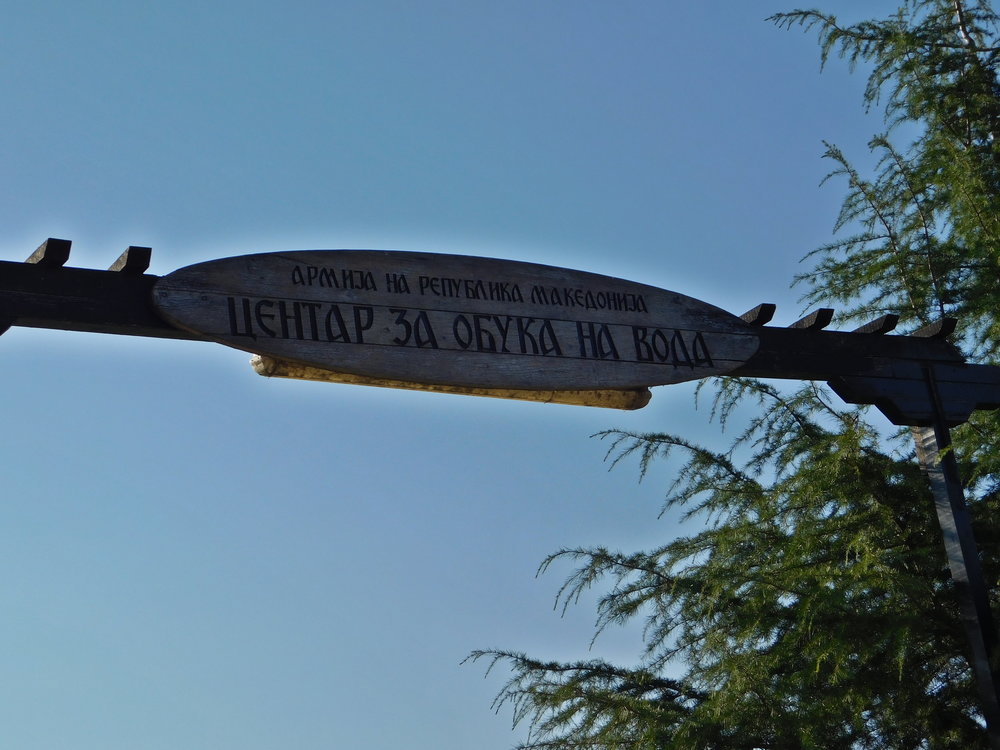 АРМИЈА НА РЕПУБЛИКА МАКЕДОНИЈА
ЦЕНТАР ЗА ОБУКА НА ВОДА